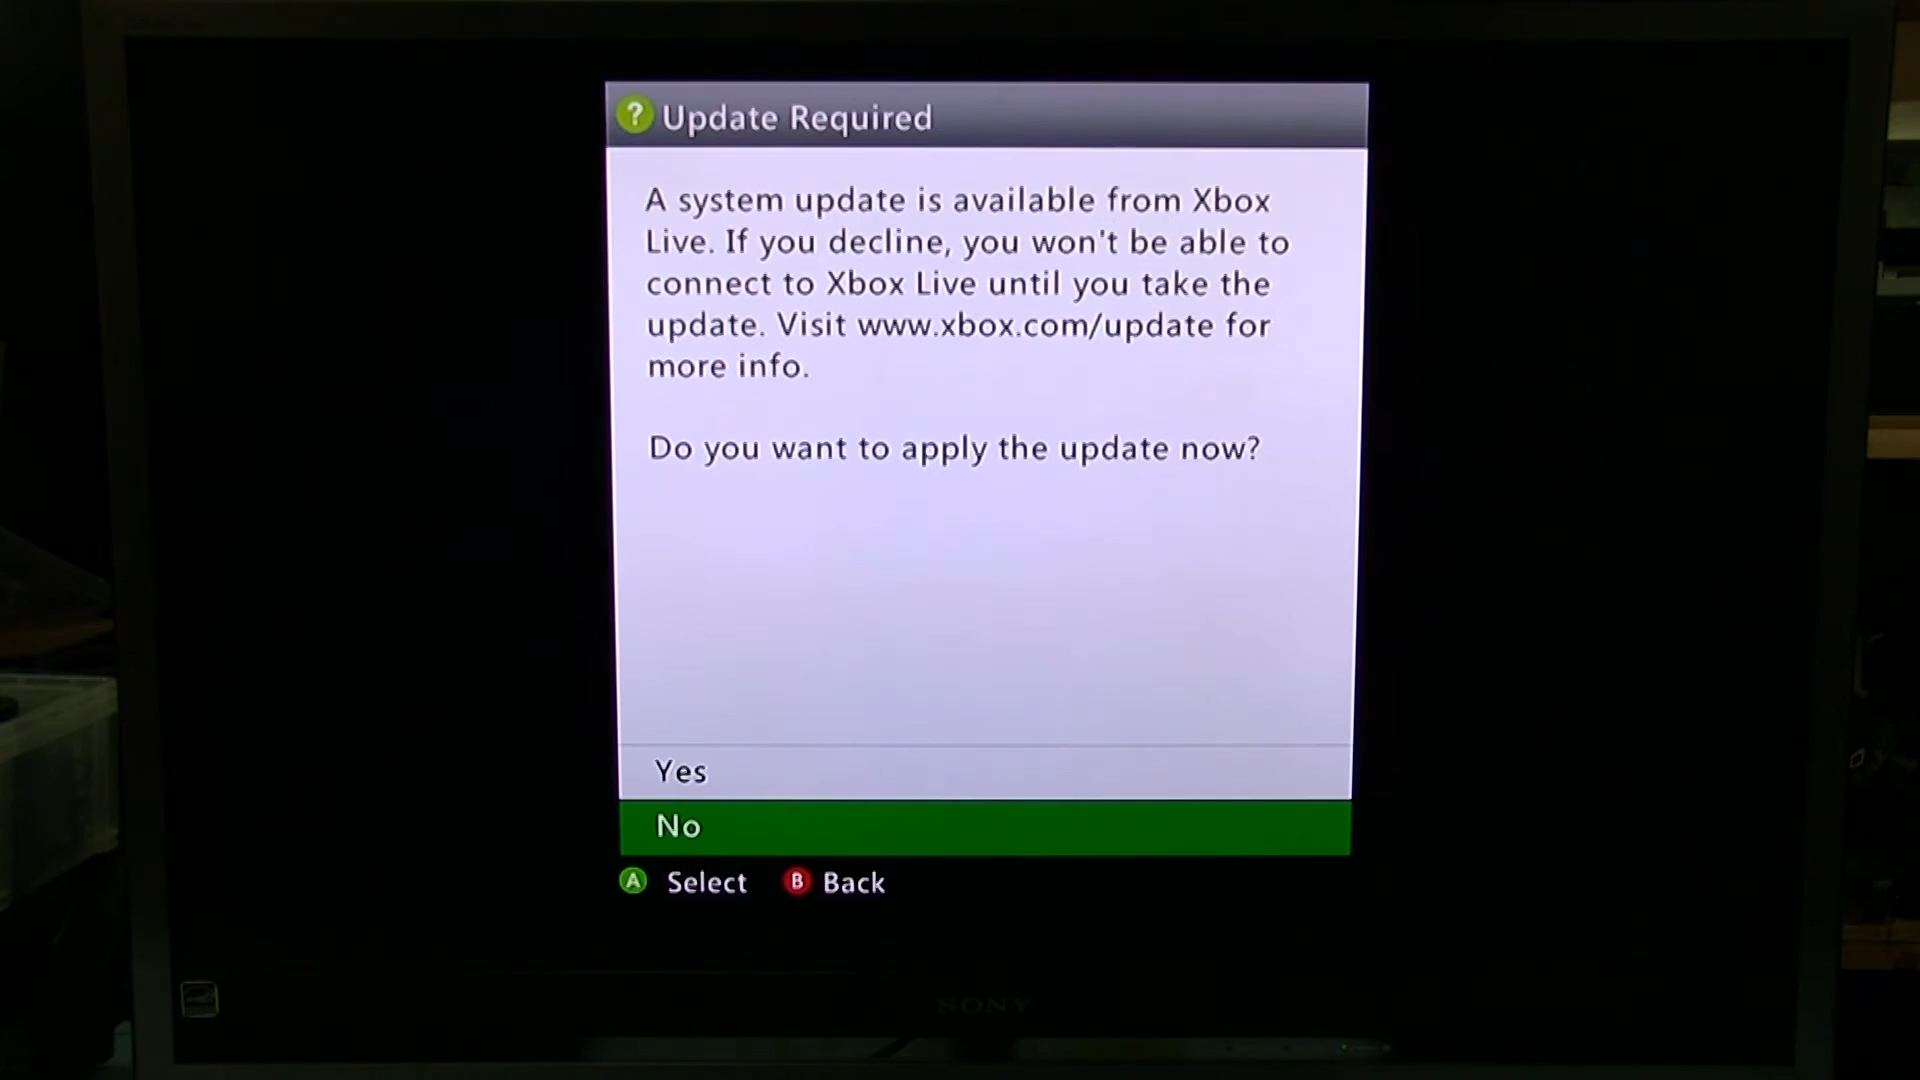 ? Update Required
A system update is available from Xbox
Live. If you decline, you won't be able to
connect to Xbox Live until you take the
update. Visit www.xbox.com/update for
more info.
Do you want to apply the update now?
Yes
No
A Select B Back
SONY